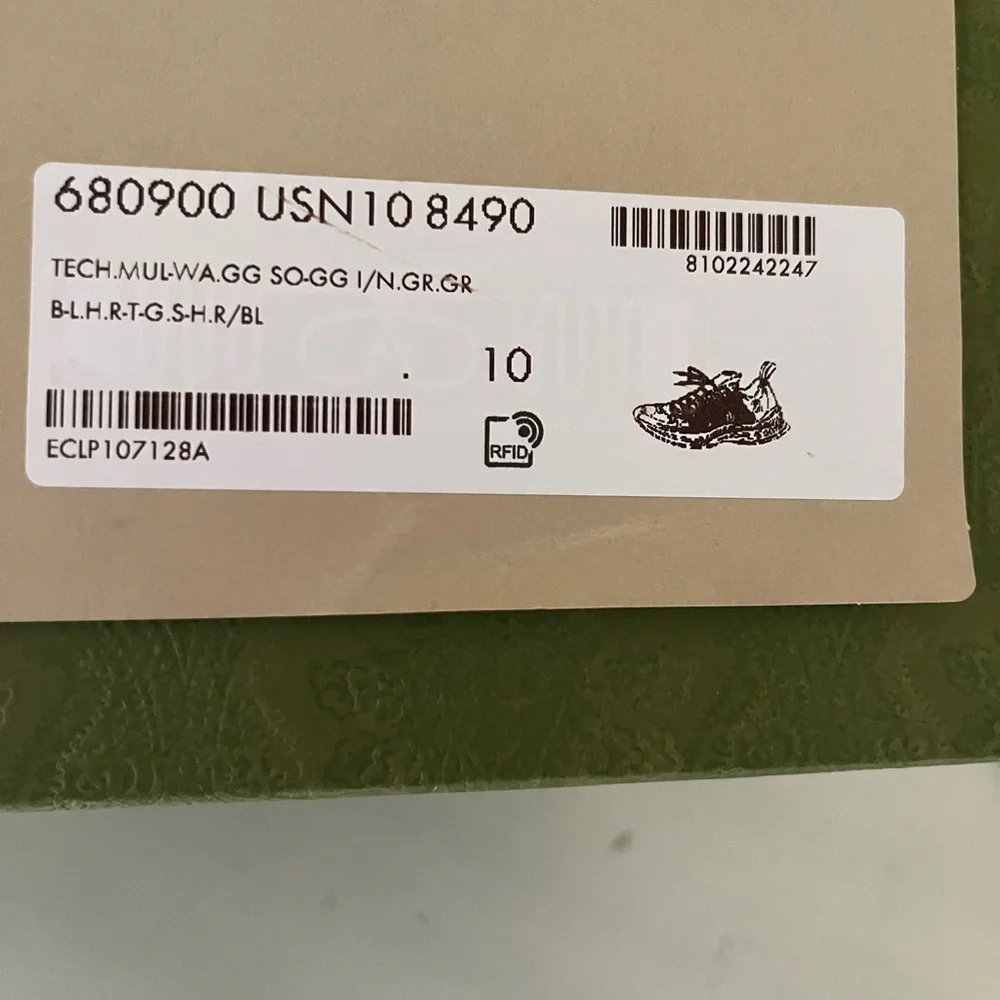 680900 USN10 8490
8102242247
TECH.MUL-WA.GG SO-GG I/N.GR.GR
B-L.H.R-T-G.S-H.R/BL
. 10
ECLP107128A
RFID